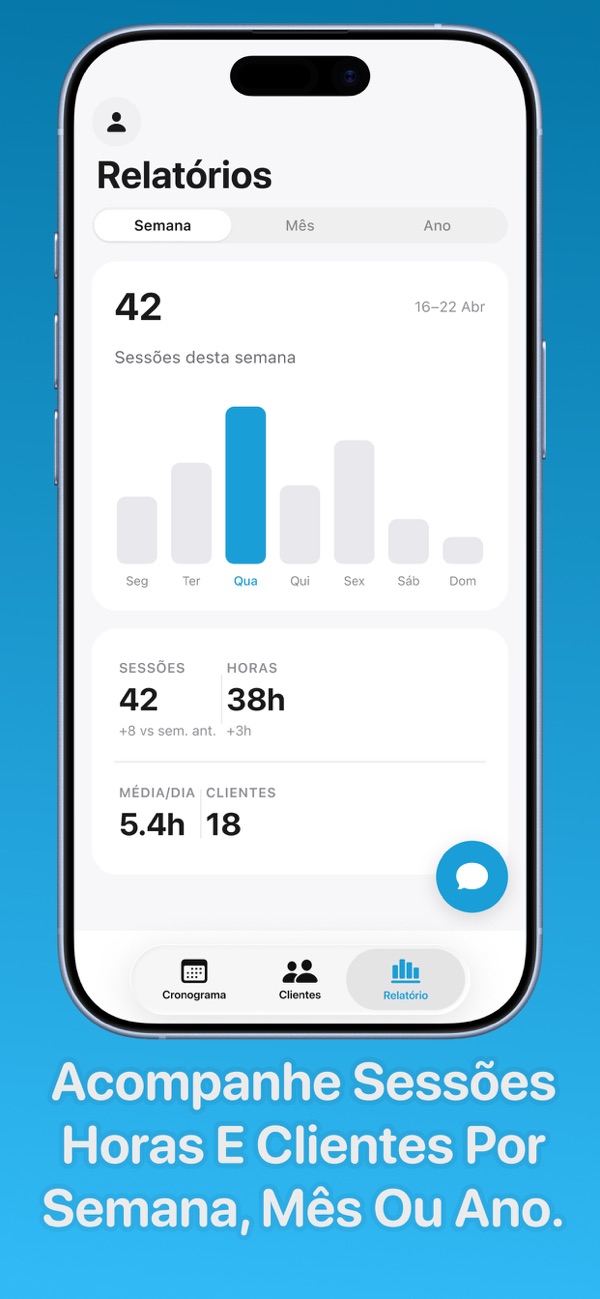 Relatórios
Semana Mês Ano
42 16–22 Abr
Sessões desta semana
Seg Ter Qua Qui Sex Sáb Dom
SESSÕES HORAS
42 38h
+8 vs sem. ant. +3h
MÉDIA/DIA CLIENTES
5.4h 18
Cronograma Clientes Relatório
Acompanhe Sessões
Horas E Clientes Por
Semana, Mês Ou Ano.